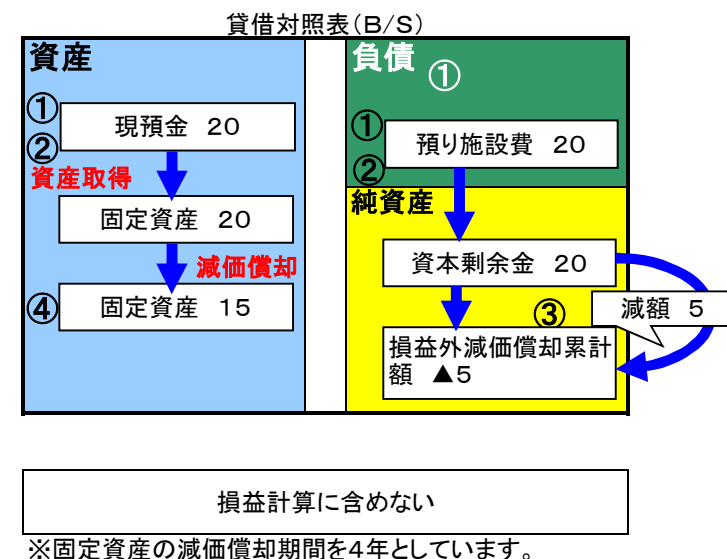 貸借対照表（B/S）
資産
負債
①
①
現預金 20
②
資産取得
固定資産 20
減価償却
④
固定資産 15
①
預り施設費 20
②
純資産
資本剰余金 20
③
減額 5
損益外減価償却累計
額 ▲5
損益計算に含めない
※固定資産の減価償却期間を4年としています。